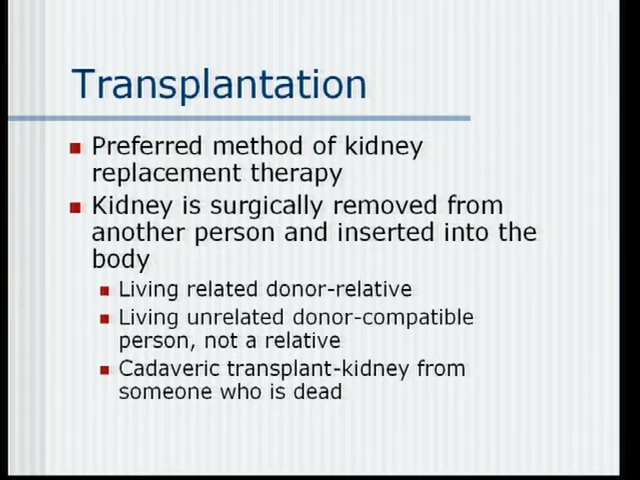 Transplantation
Preferred method of kidney
replacement therapy
Kidney is surgically removed from
another person and inserted into the
body
Living related donor-relative
Living unrelated donor-compatible
person, not a relative
Cadaveric transplant-kidney from
someone who is dead